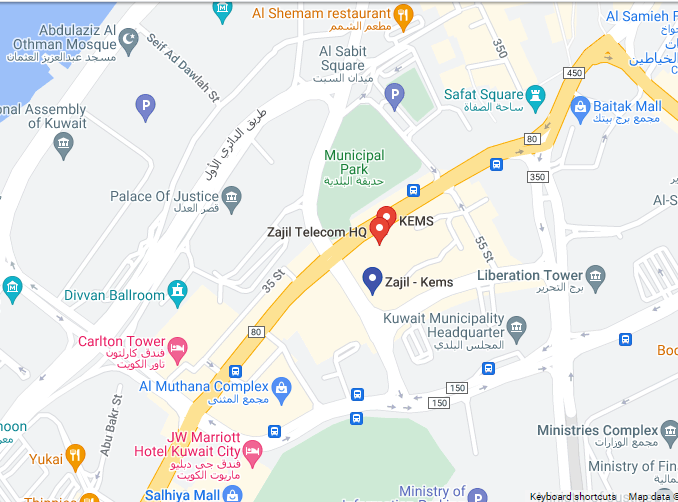 Al Shemam restaurant
مطعم الشمم
Al Samieh F
الخياطين
Abdulaziz Al
Othman Mosque
مسجد عبدالعزيز العثمان
Seif Ad Dawlah St
Al Sabit
Square
ميدان السبت
350
450
Safat Square
ساحة الصفاة
Baitak Mall
مجمع برج بيتك
P
P
onal Assembly
of Kuwait
طريق الدائري الأول
80
Municipal
Park
حديقة البلدية
350
Palace Of Justice
قصر العدل
Al-S
KEMS
Zajil Telecom HQ
55 St
Liberation Tower
برج التحرير
35 St
Zajil - Kems
Divvan Ballroom
Kuwait Municipality
Headquarter
المجلس البلدي
80
Carlton Tower
فندق كارلتون
تاور الكويت
Boo
Al Muthana Complex
مجمع المثنى
150
150
150
Abu Bakr St
noon
JW Marriott
Hotel Kuwait City
فندق جي دبليو
ماريوت الكويت
Ministries Complex
مجمع الوزارات
Yukai
Ministry of Fin
Salhiya Mall
Ministry of
Keyboard shortcuts
Map data ©